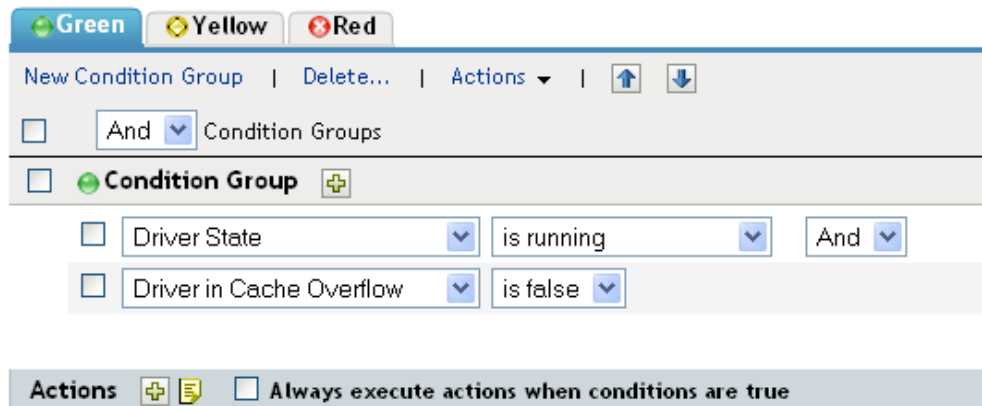 Green Yellow Red
New Condition Group | Delete... | Actions |
And Condition Groups
Condition Group
Driver State is running And
Driver in Cache Overflow is false
Actions Always execute actions when conditions are true